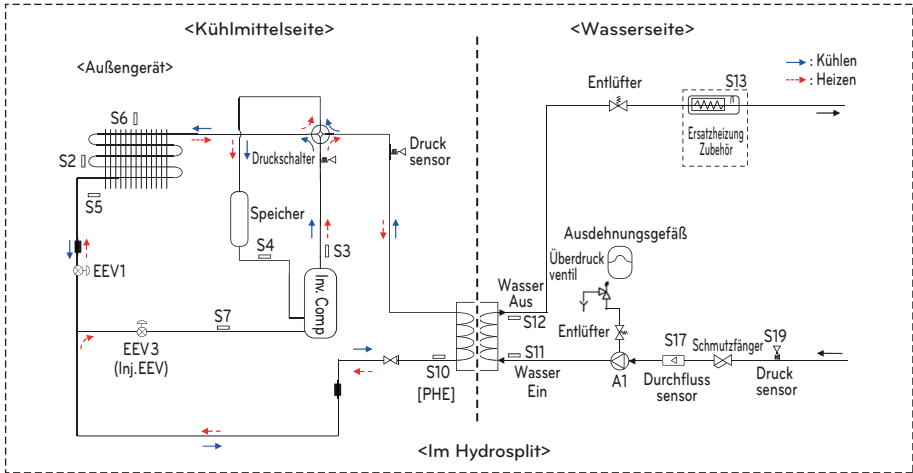 <Kühlmittelseite>
<Wasserseite>
<Außengerät>
: Kühlen
: Heizen
S6
S2
S5
EEV1
Druckschalter
Druck
sensor
Speicher
S4
S3
Inv. Comp
S7
EEV3
(Inj.EEV)
S10
[PHE]
Entlüfter
S13
Ersatzheizung
Zubehör
Ausdehnungsgefäß
Überdruck
ventil
Wasser
Aus
S12
Entlüfter
S11
Wasser
Ein
A1
S17
Durchfluss
sensor
Schmutzfänger
S19
Druck
sensor
<Im Hydrosplit>